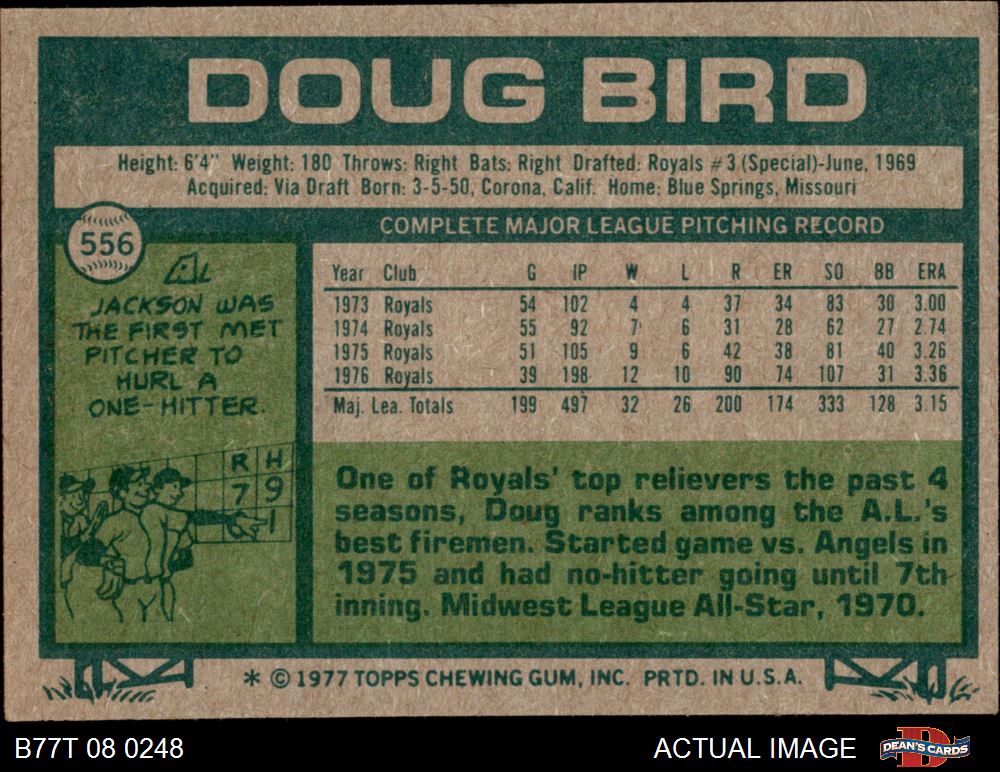 DOUG BIRD
Height: 6'4" Weight: 180 Throws: Right Bats: Right Drafted: Royals #3 (Special)-June, 1969
Acquired: Via Draft Born: 3-5-50, Corona, Calif. Home: Blue Springs, Missouri
556
AL
JACKSON WAS
THE FIRST MET
PITCHER TO
HURL A
ONE-HITTER.
R H
7 9
0 1
COMPLETE MAJOR LEAGUE PITCHING RECORD
Year Club G IP W L R ER SO BB ERA
1973 Royals 54 102 4 4 37 34 83 30 3.00
1974 Royals 55 92 7 6 31 28 62 27 2.74
1975 Royals 51 105 9 6 42 38 81 40 3.26
1976 Royals 39 198 12 10 90 74 107 31 3.36
Maj. Lea. Totals 199 497 32 26 200 174 333 128 3.15
One of Royals' top relievers the past 4
seasons, Doug ranks among the A.L.'s
best firemen. Started game vs. Angels in
1975 and had no-hitter going until 7th
inning. Midwest League All-Star, 1970.
* © 1977 TOPPS CHEWING GUM, INC. PRTD. IN U.S.A.
B77T 08 0248
ACTUAL IMAGE
D
DEAN'S CARDS